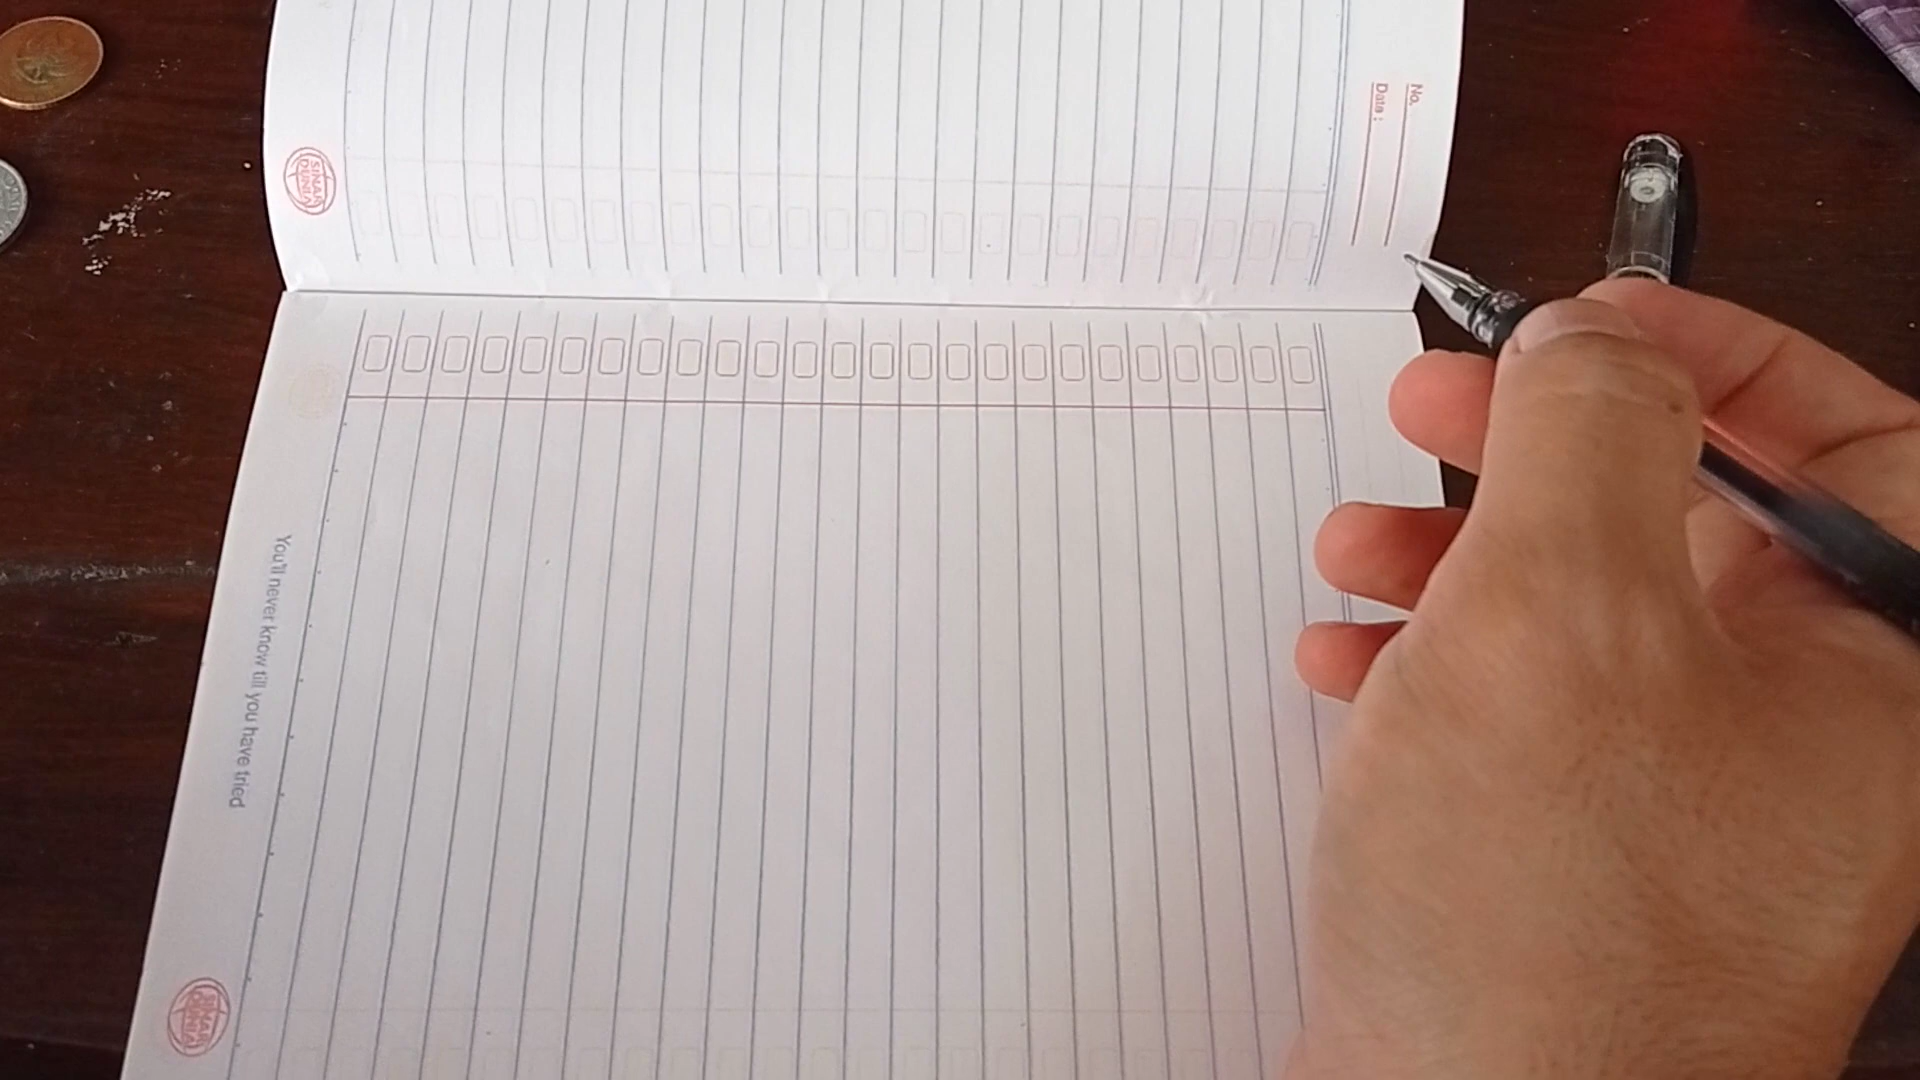 No.
Date :
SINAR
DUNIA
You'll never know till you have tried
SINAR
DUNIA